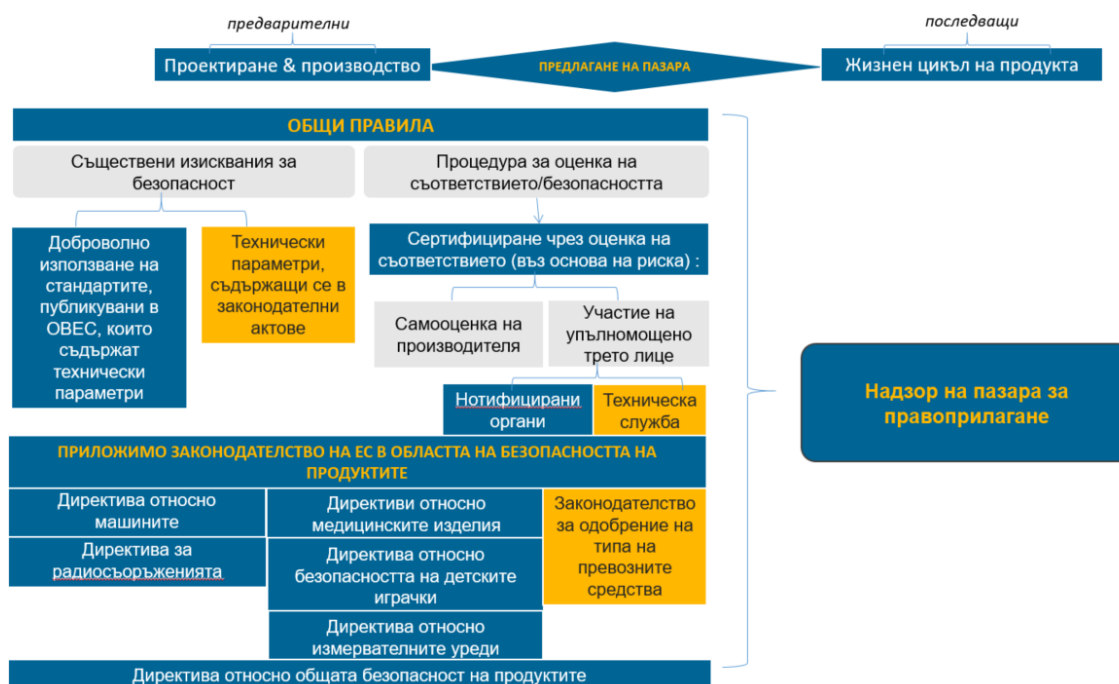 предварителни
последващи
Проектиране & производство
ПРЕДЛАГАНЕ НА ПАЗАРА
Жизнен цикъл на продукта
ОБЩИ ПРАВИЛА
Съществени изисквания за
безопасност
Процедура за оценка на
съответствието/безопасността
Доброволно
използване на
стандартите,
публикувани в
ОВЕС, които
съдържат
технически
параметри
Технически
параметри,
съдържащи се в
законодателни
актове
Сертифициране чрез оценка на
съответствието (въз основа на риска) :
Самооценка на
производителя
Участие на
упълномощено
трето лице
Нотифицирани
органи
Техническа
служба
Надзор на пазара за
правоприлагане
ПРИЛОЖИМО ЗАКОНОДАТЕЛСТВО НА ЕС В ОБЛАСТТА НА БЕЗОПАСНОСТТА НА
ПРОДУКТИТЕ
Директива относно
машините
Директива за
радиосъоръженията
Директиви относно
медицинските изделия
Директива относно
безопасността на детските
играчки
Директива относно
измервателните уреди
Законодателство
за одобрение на
типа на
превозните
средства
Директива относно общата безопасност на продуктите